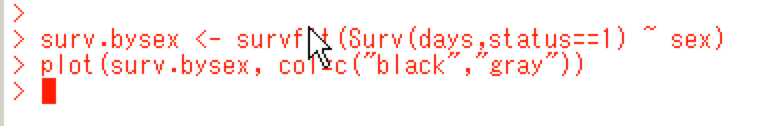 >
> surv.bysex <- survfit(Surv(days,status==1) ~ sex)
> plot(surv.bysex, col=c("black","gray"))
>